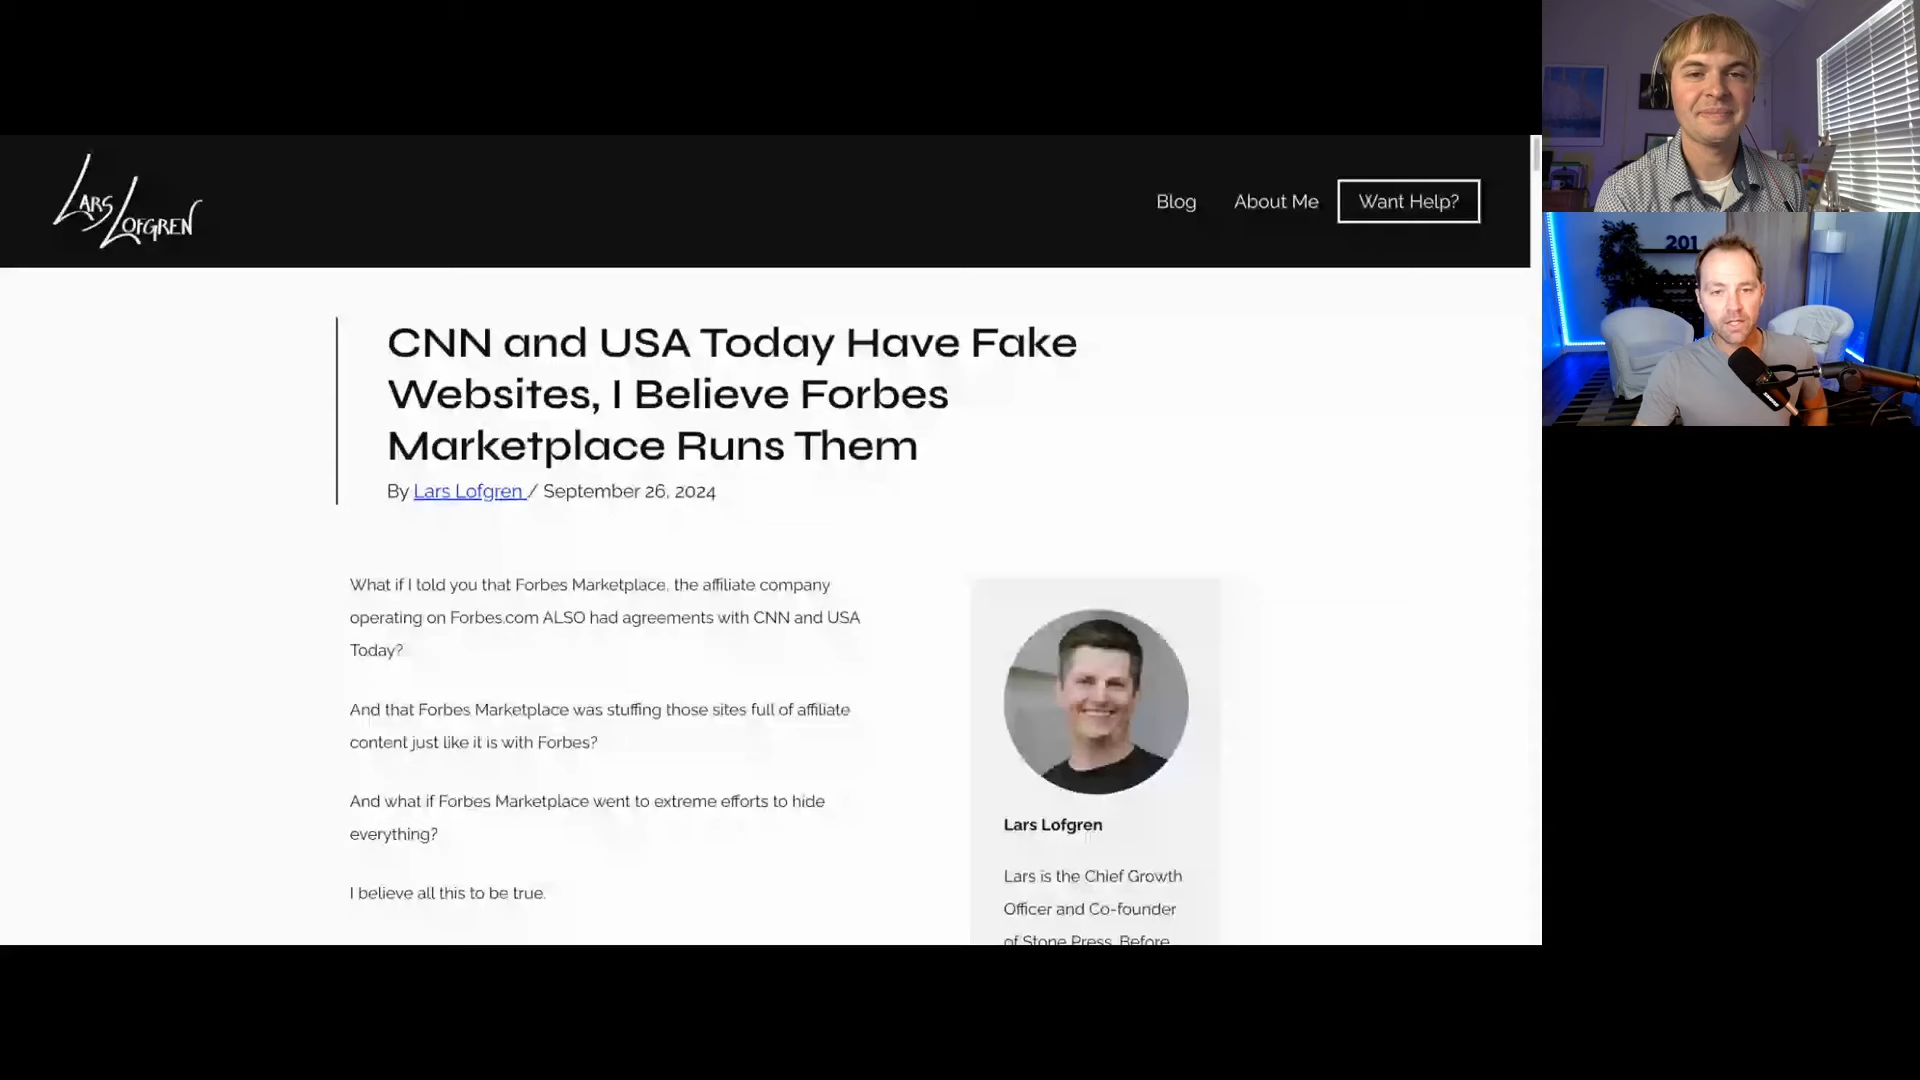 LARS LOFGREN
Blog
About Me
Want Help?
CNN and USA Today Have Fake
Websites, I Believe Forbes
Marketplace Runs Them
By Lars Lofgren / September 26, 2024
What if I told you that Forbes Marketplace, the affiliate company
operating on Forbes.com ALSO had agreements with CNN and USA
Today?
And that Forbes Marketplace was stuffing those sites full of affiliate
content just like it is with Forbes?
And what if Forbes Marketplace went to extreme efforts to hide
everything?
I believe all this to be true.
Lars Lofgren
Lars is the Chief Growth
Officer and Co-founder
of Stone Press. Before
201